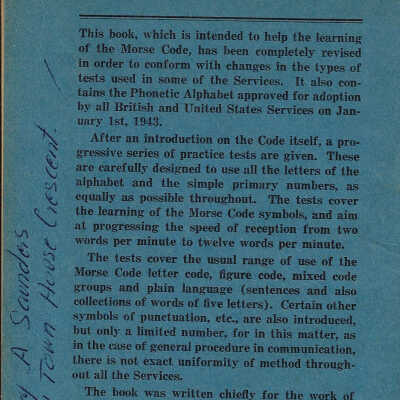 This book, which is intended to help the learning
of the Morse Code, has been completely revised
in order to conform with changes in the types of
tests used in some of the Services. It also con-
tains the Phonetic Alphabet approved for adoption
by all British and United States Services on Jan-
uary 1st, 1943.
After an introduction on the Code itself, a pro-
gressive series of practice tests are given. These
are carefully designed to use all the letters of the
alphabet and the simple primary numbers, as
equally as possible throughout. The tests cover
the learning of the Morse Code symbols, and aim
at progressing the speed of reception from two
words per minute to twelve words per minute.
The tests cover the usual range of use of the
Morse Code letter code, figure code, mixed code
groups and plain language (sentences and also
collections of words of five letters). Certain other
symbols of punctuation, etc., are also introduced,
but only a limited number, for in this matter, as
in the case of general procedure in communication,
there is not exact uniformity of method through-
out all the Services.
The book was written chiefly for the work of
A Saunders
Town House Crescent